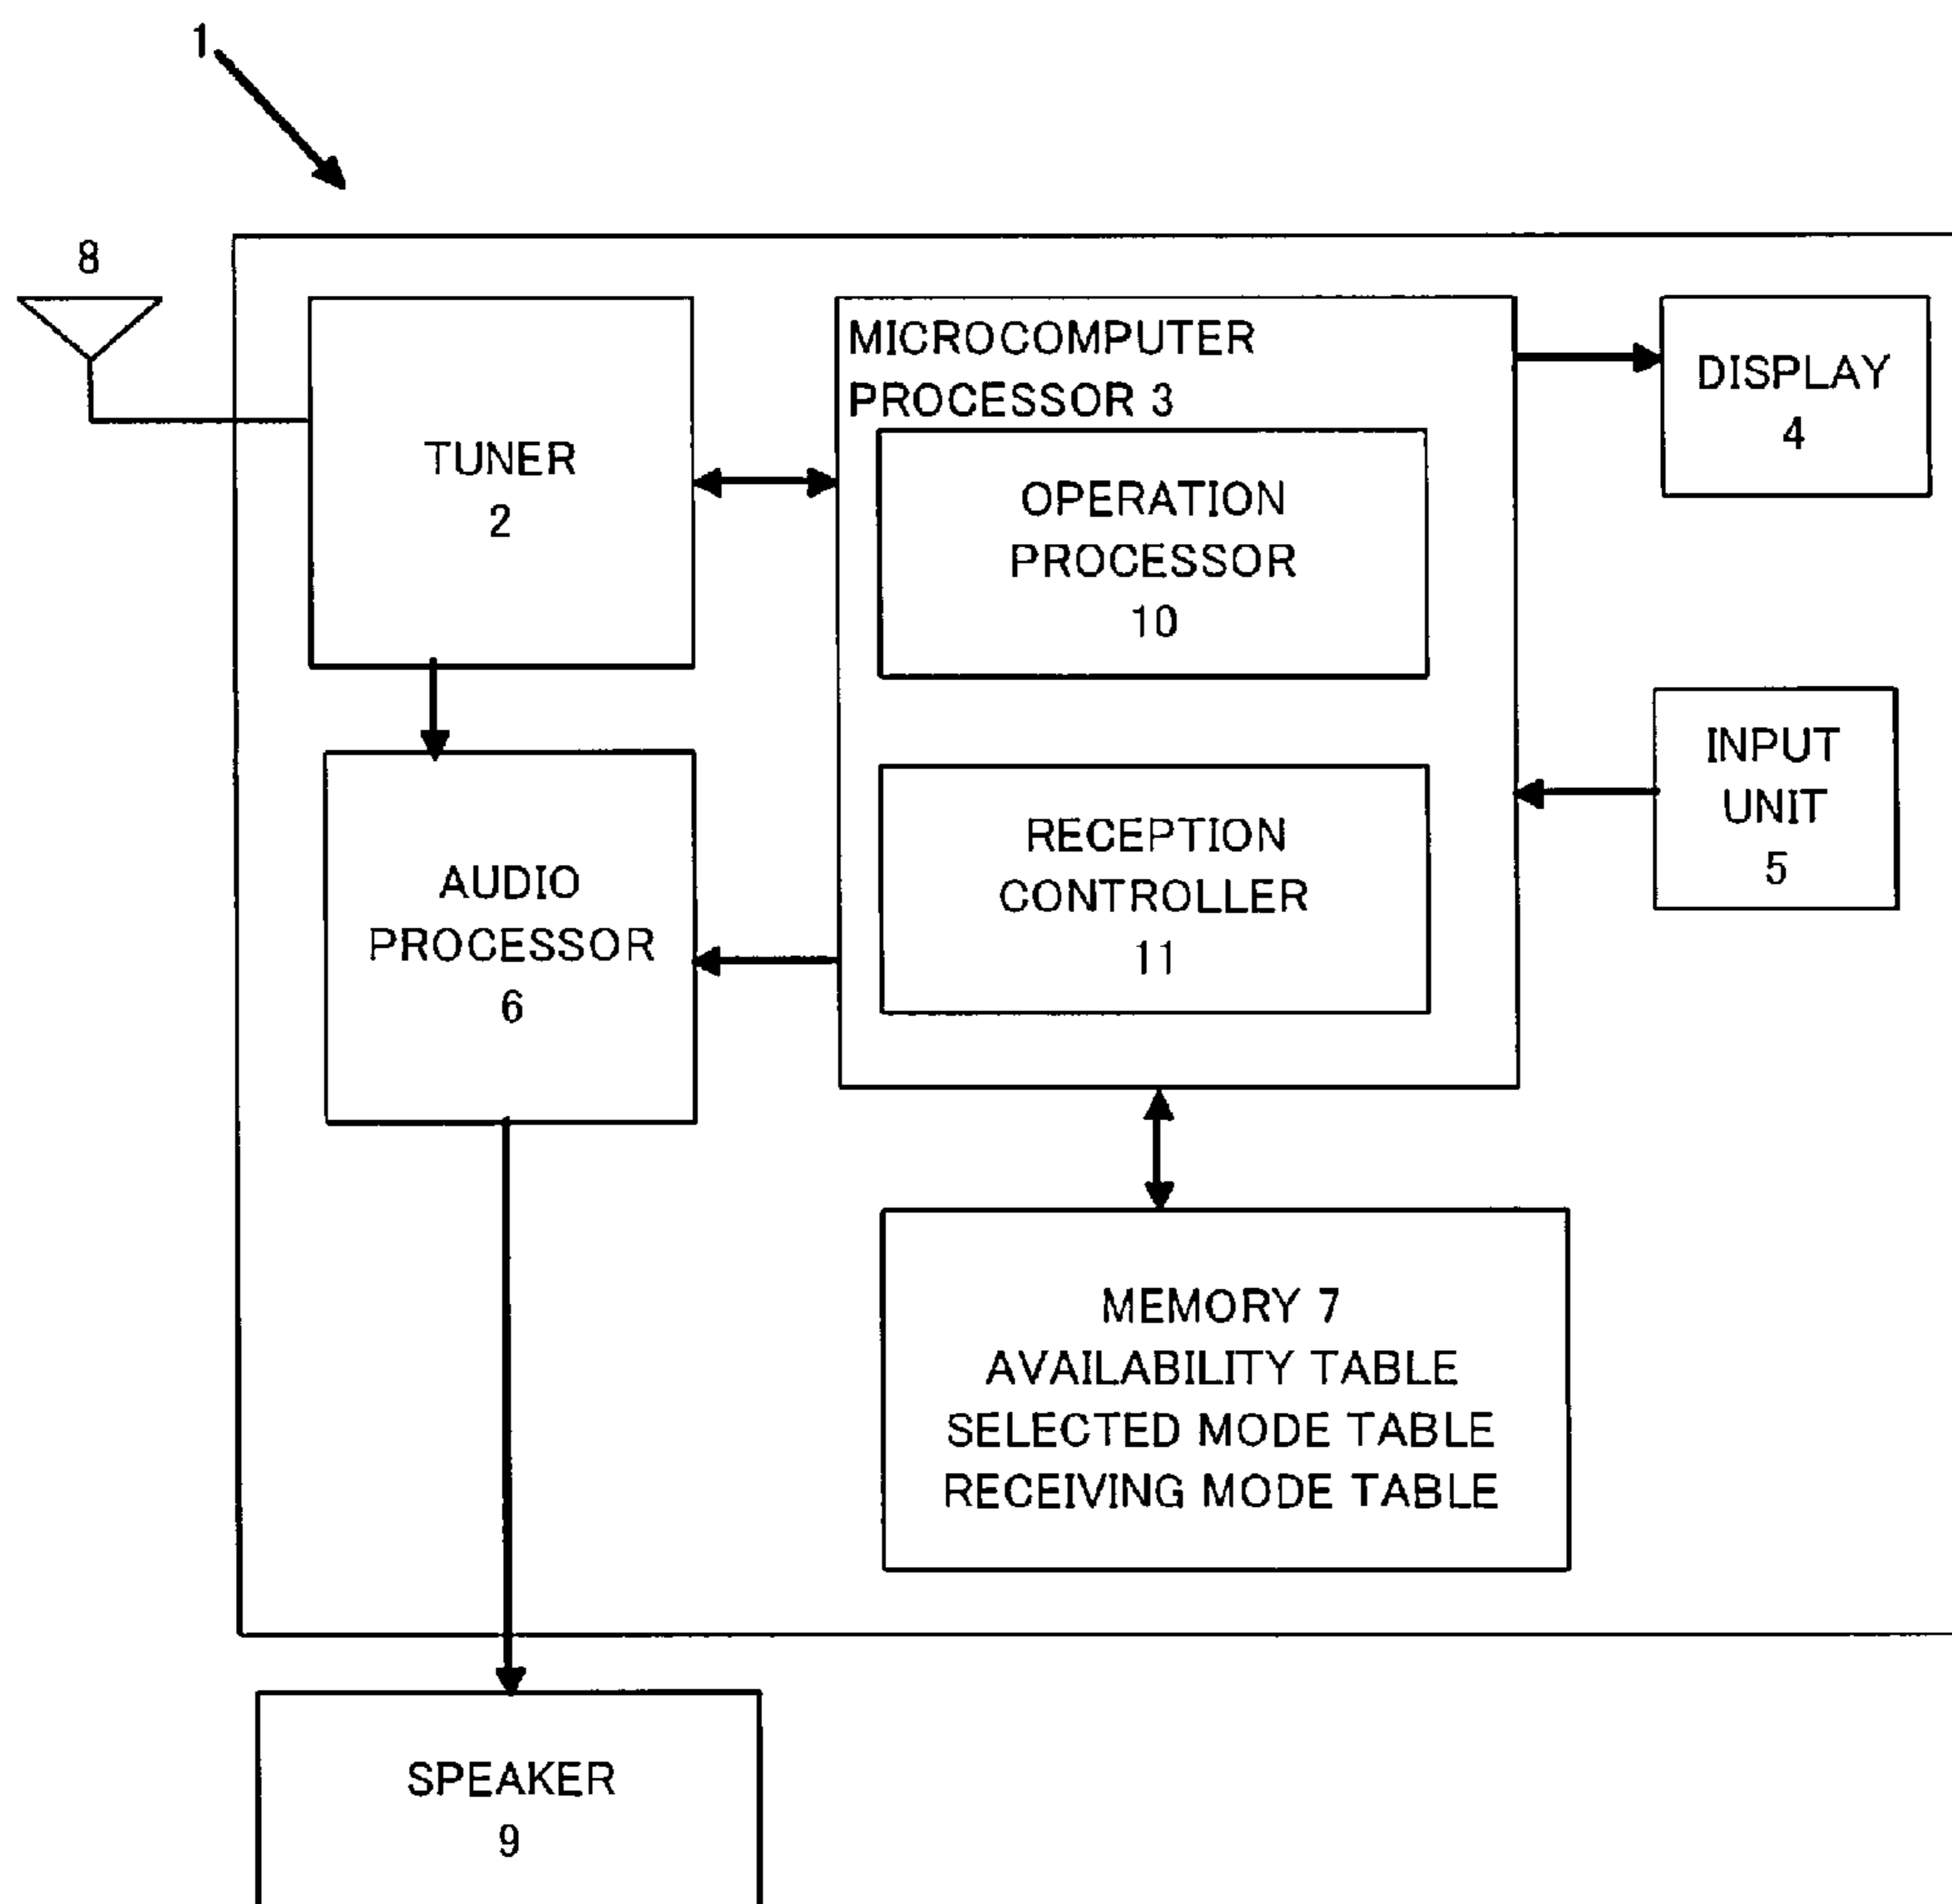 1
8
TUNER
2
MICROCOMPUTER
PROCESSOR 3
OPERATION
PROCESSOR
10
RECEPTION
CONTROLLER
11
DISPLAY
4
INPUT
UNIT
5
AUDIO
PROCESSOR
6
MEMORY 7
AVAILABILITY TABLE
SELECTED MODE TABLE
RECEIVING MODE TABLE
SPEAKER
9